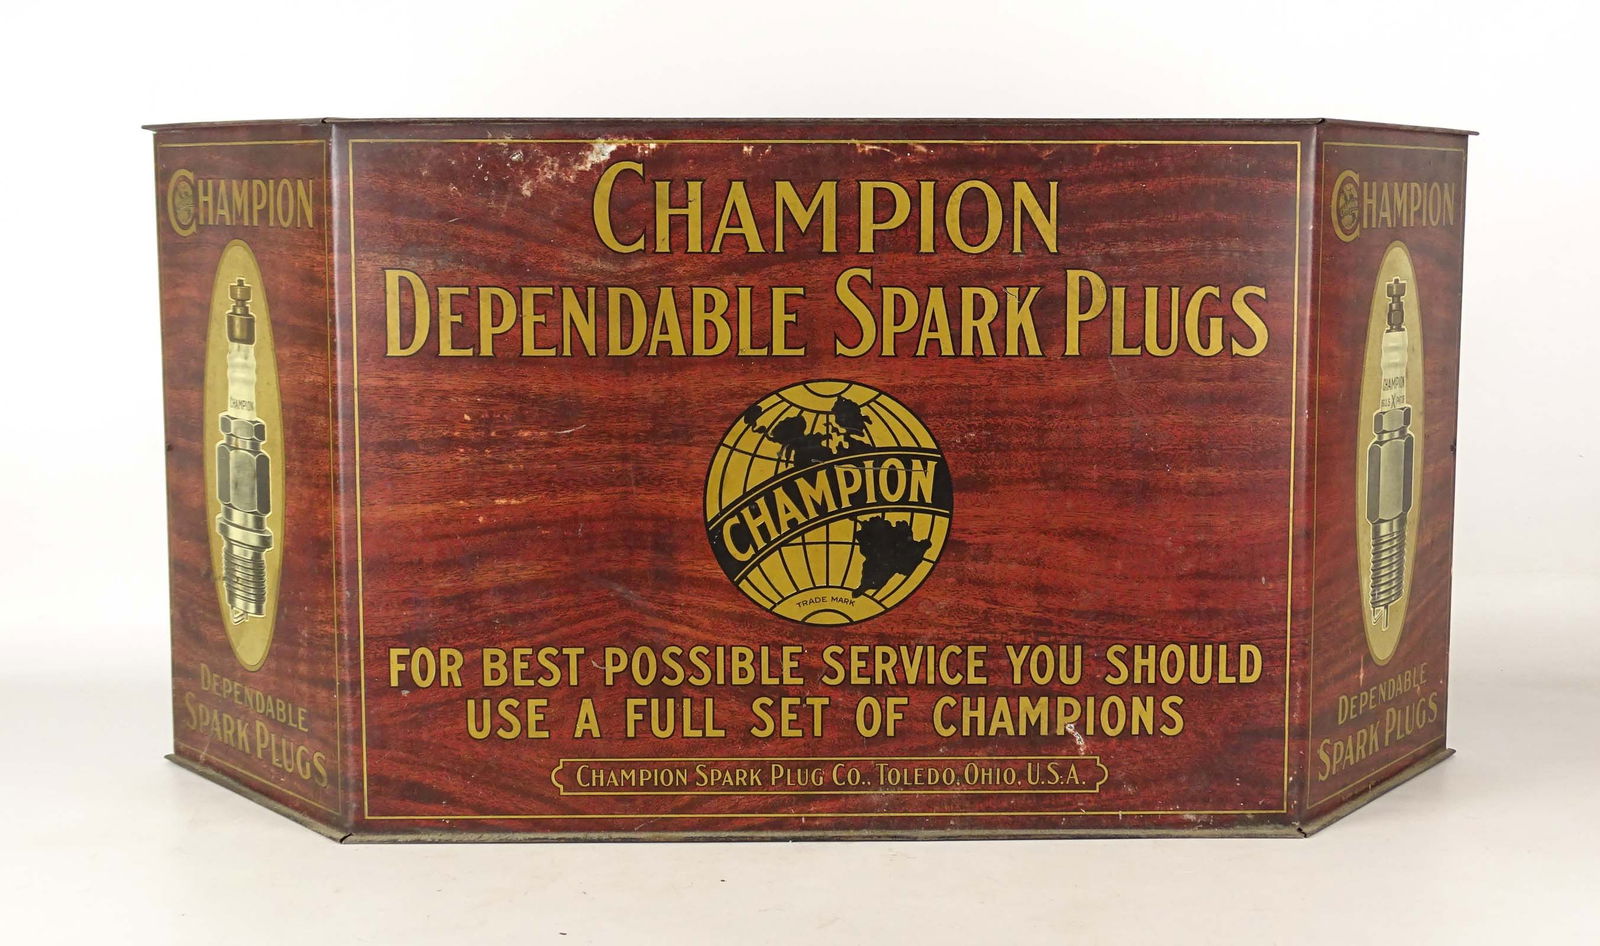 CHAMPION
DEPENDABLE SPARK PLUGS
CHAMPION
TRADE MARK
FOR BEST POSSIBLE SERVICE YOU SHOULD
USE A FULL SET OF CHAMPIONS
CHAMPION SPARK PLUG CO., TOLEDO, OHIO, U.S.A.
CHAMPION
CHAMPION
DEPENDABLE
SPARK PLUGS
CHAMPION
CHAMPION
X
DEPENDABLE
SPARK PLUGS